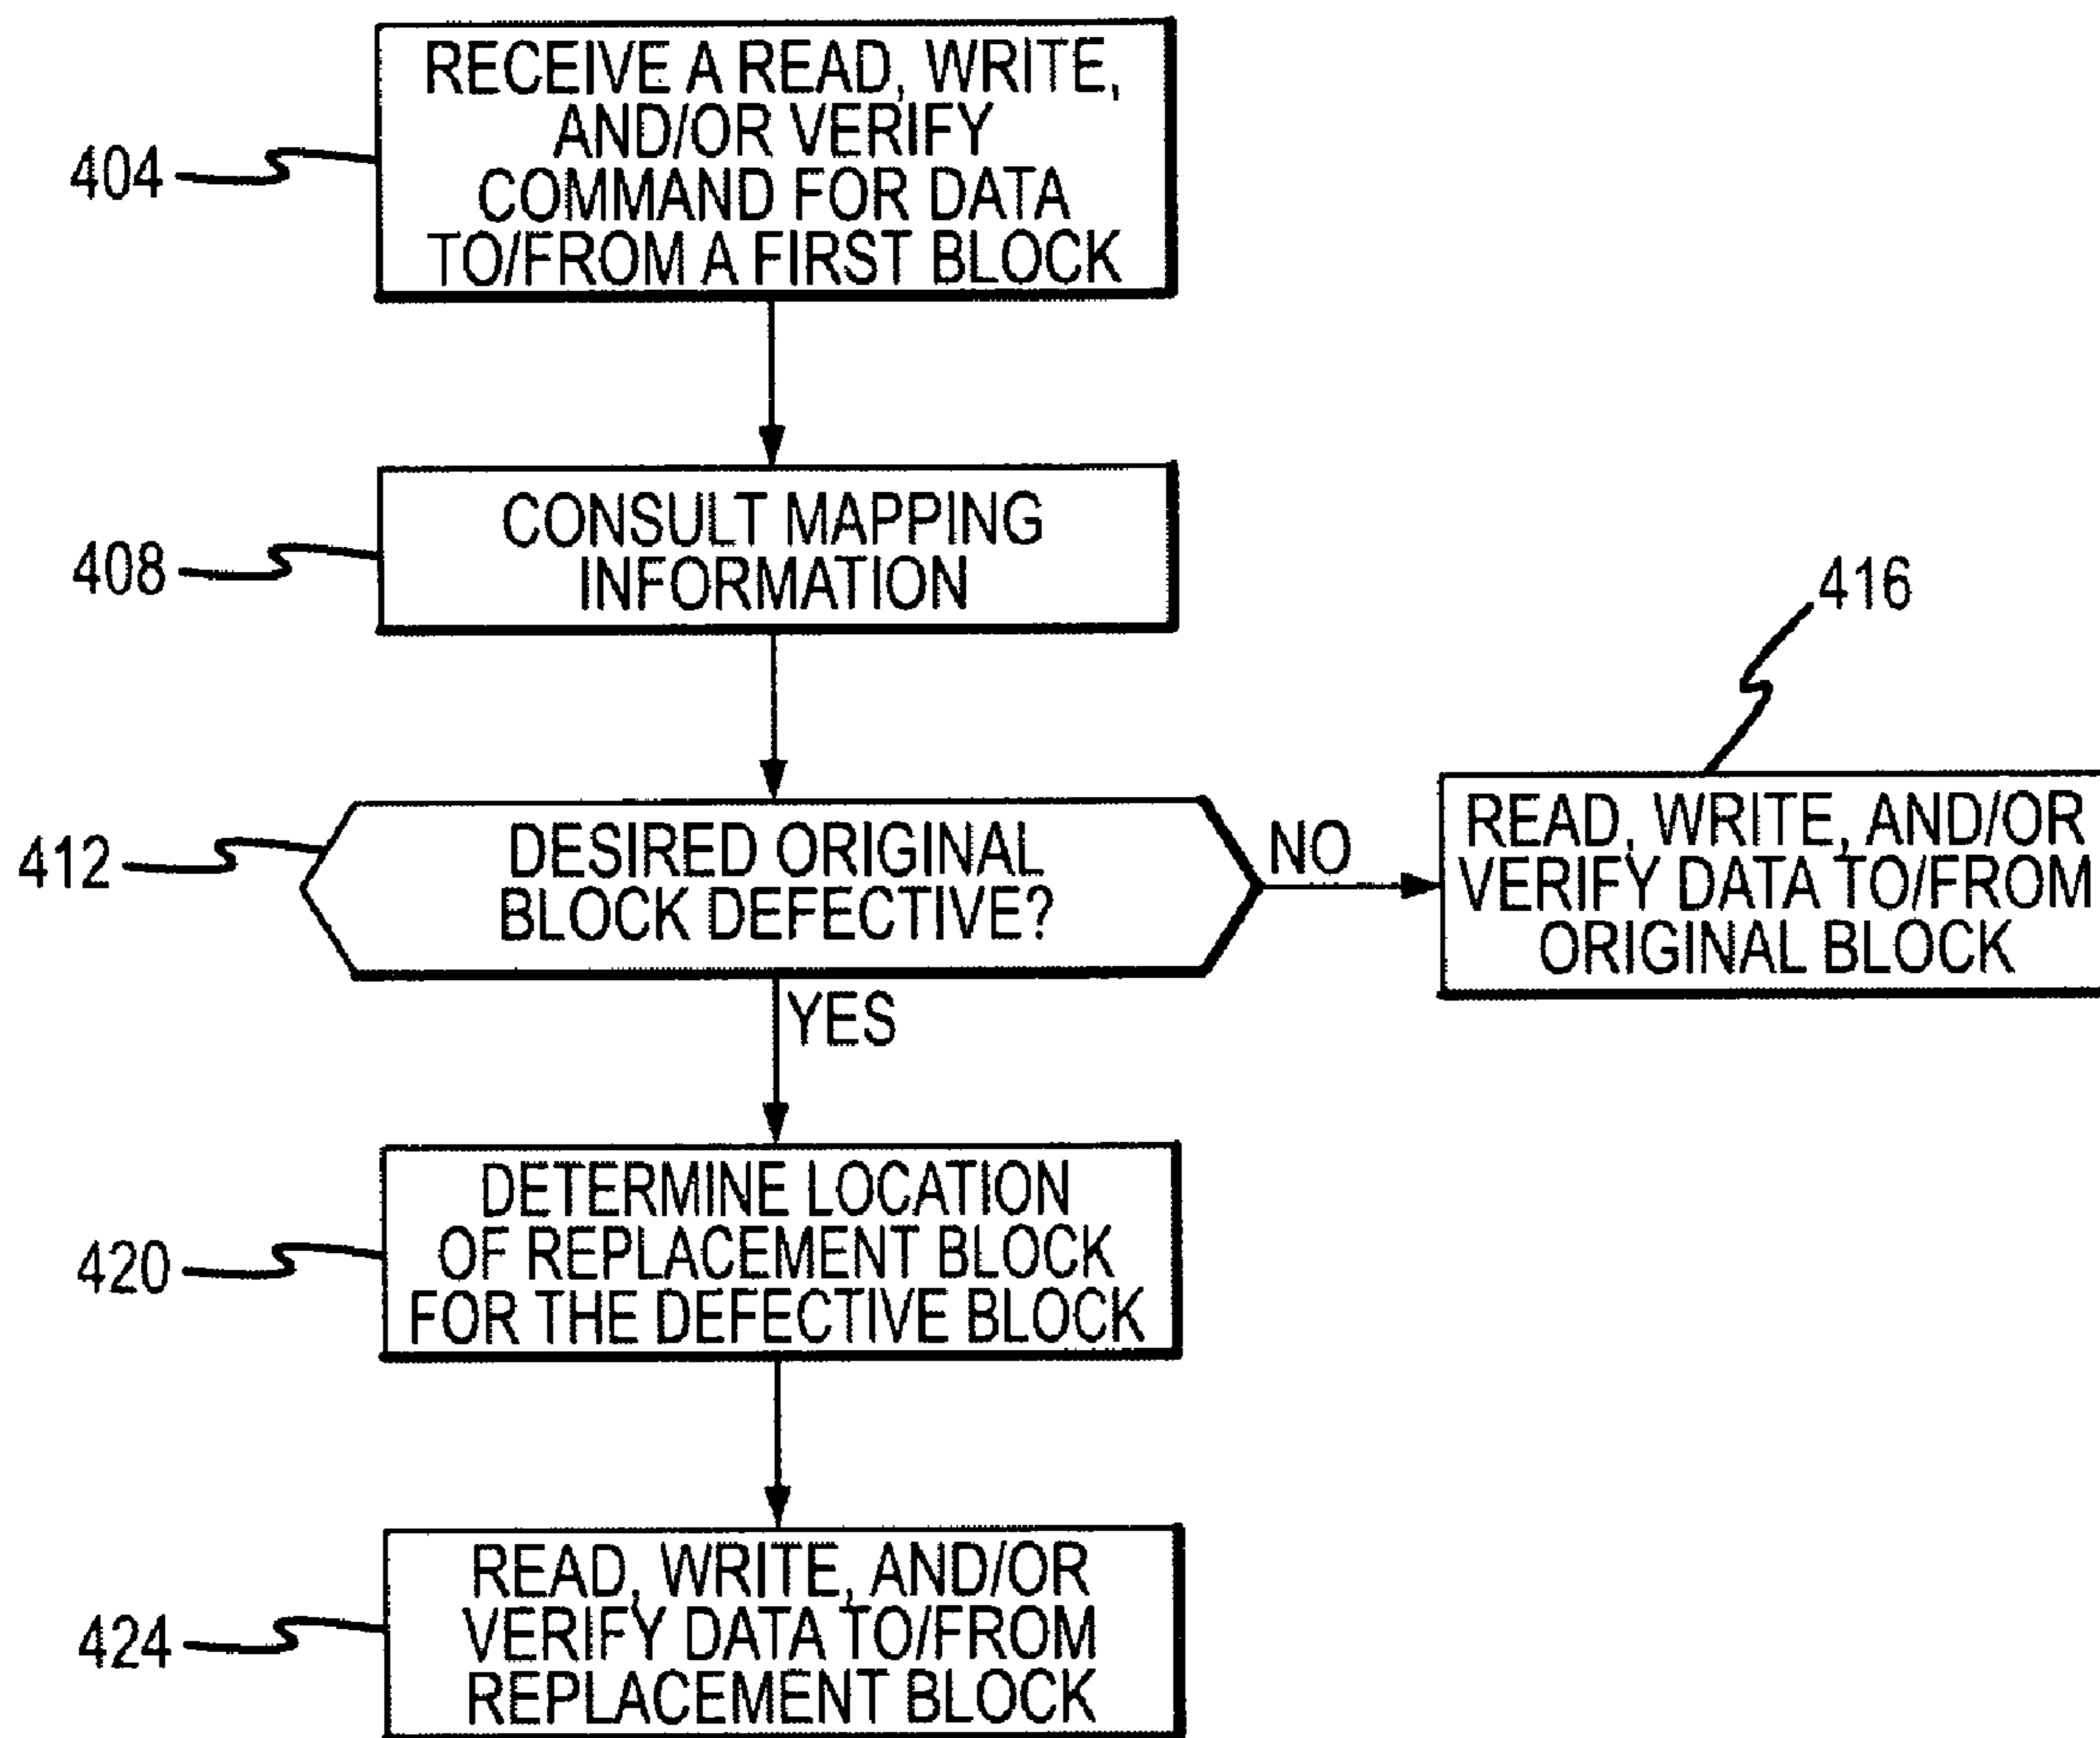 RECEIVE A READ, WRITE,
AND/OR VERIFY
COMMAND FOR DATA
TO/FROM A FIRST BLOCK
404
CONSULT MAPPING
INFORMATION
408
416
DESIRED ORIGINAL
BLOCK DEFECTIVE?
412
NO
READ, WRITE, AND/OR
VERIFY DATA TO/FROM
ORIGINAL BLOCK
YES
DETERMINE LOCATION
OF REPLACEMENT BLOCK
FOR THE DEFECTIVE BLOCK
420
READ, WRITE, AND/OR
VERIFY DATA TO/FROM
REPLACEMENT BLOCK
424